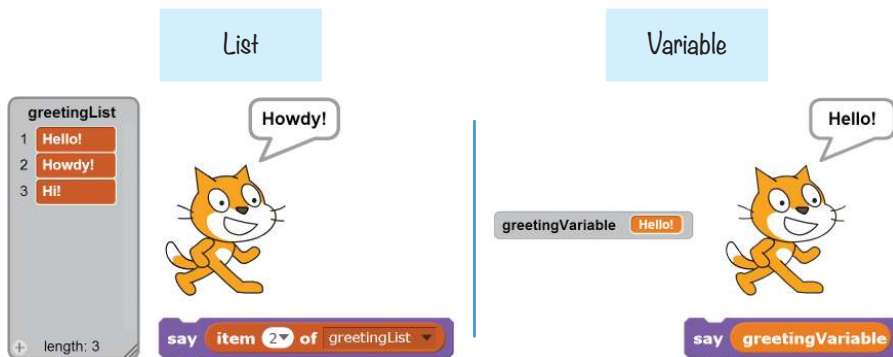 List
greetingList
1 Hello!
2 Howdy!
3 Hi!
+ length: 3
Howdy!
say item 2 of greetingList
Variable
Hello!
greetingVariable Hello!
say greetingVariable